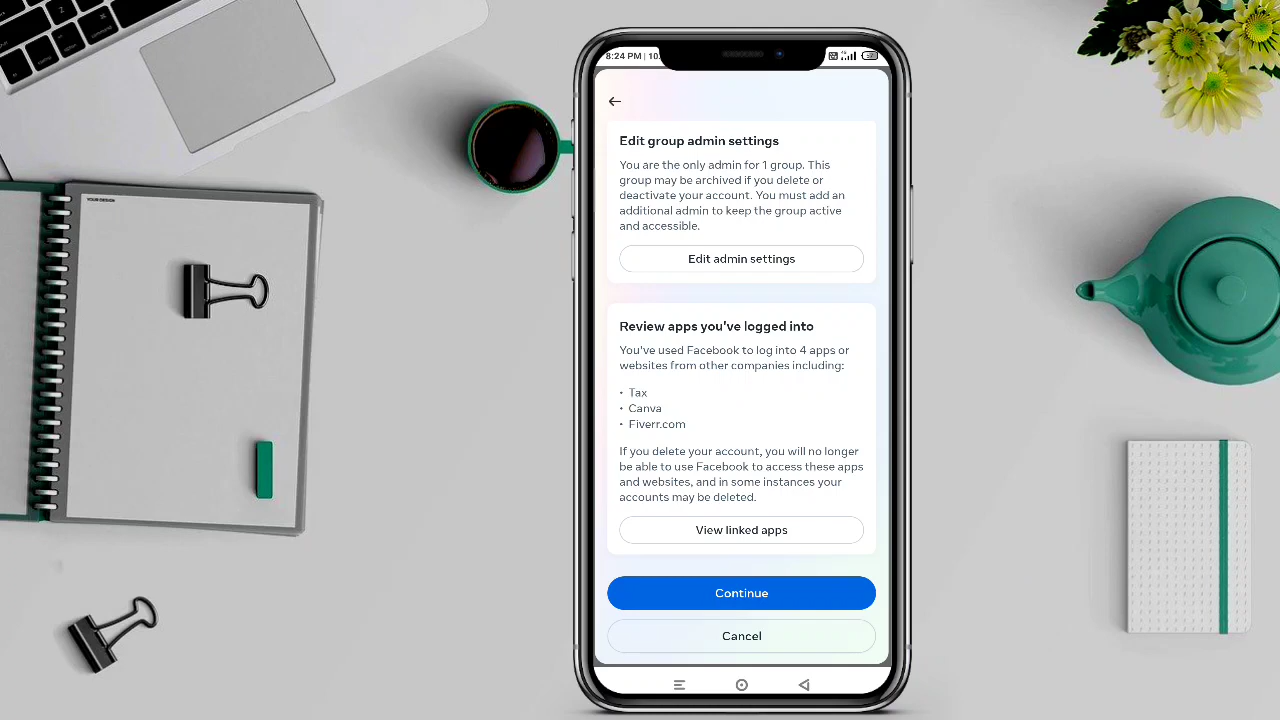 YOUR DESIGN
8:24 PM | 10.
Edit group admin settings
You are the only admin for 1 group. This
group may be archived if you delete or
deactivate your account. You must add an
additional admin to keep the group active
and accessible.
Edit admin settings
Review apps you've logged into
You've used Facebook to log into 4 apps or
websites from other companies including:
• Tax
• Canva
• Fiverr.com
If you delete your account, you will no longer
be able to use Facebook to access these apps
and websites, and in some instances your
accounts may be deleted.
View linked apps
Continue
Cancel